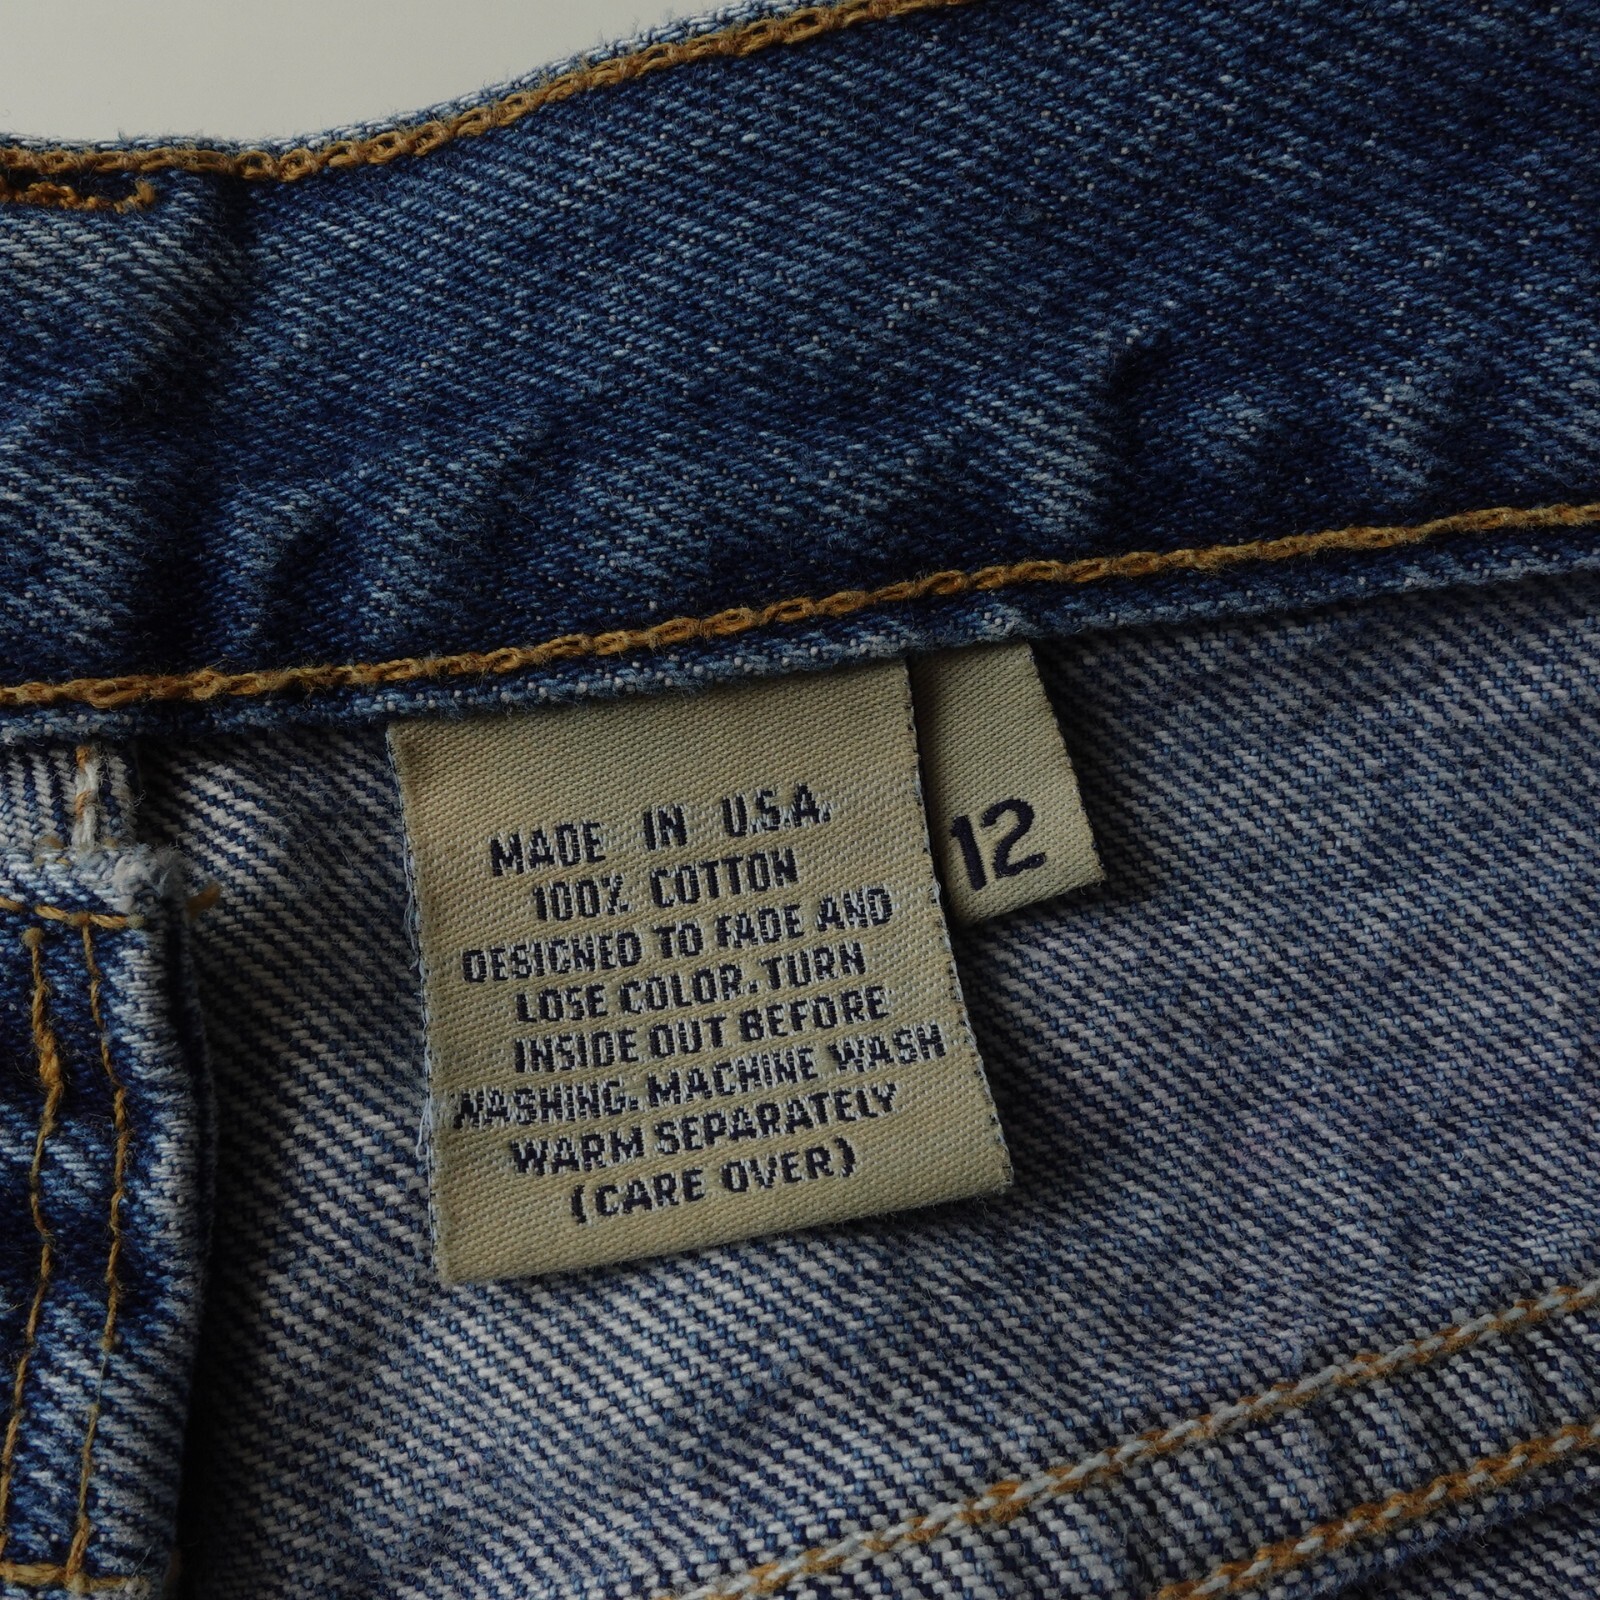 MADE IN U.S.A.
100% COTTON
DESIGNED TO FADE AND
LOSE COLOR. TURN
INSIDE OUT BEFORE
WASHING. MACHINE WASH
WARM SEPARATELY
(CARE OVER)
12